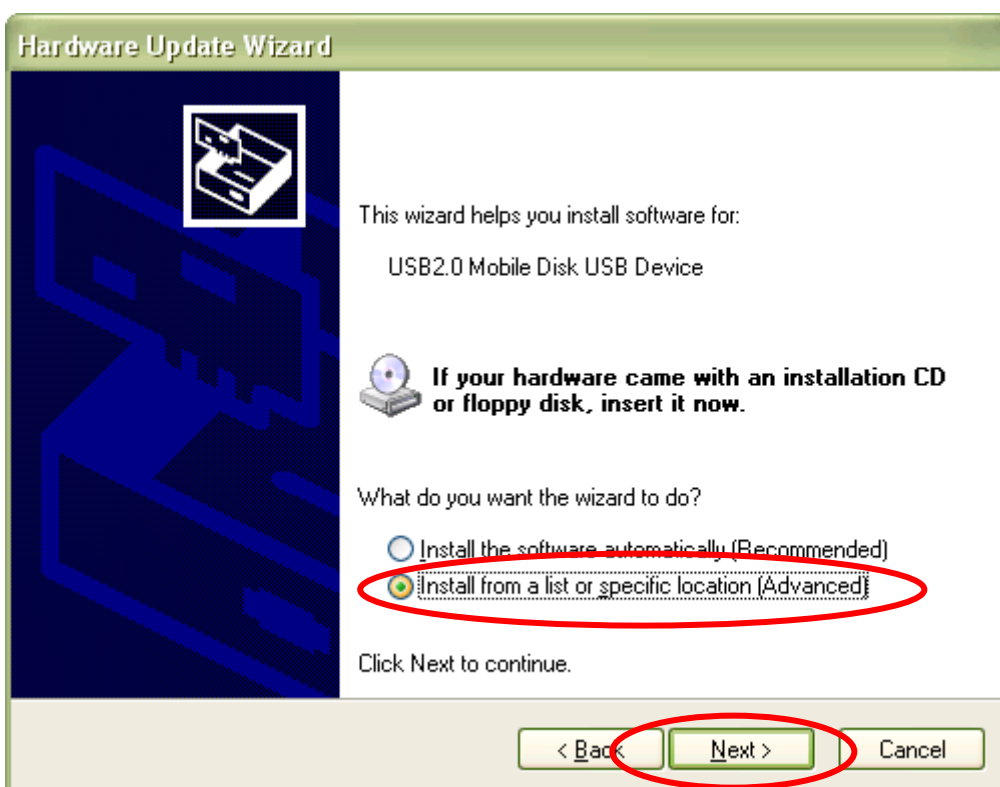 Hardware Update Wizard
This wizard helps you install software for:
USB2.0 Mobile Disk USB Device
If your hardware came with an installation CD
or floppy disk, insert it now.
What do you want the wizard to do?
Install the software automatically (Recommended)
Install from a list or specific location (Advanced)
Click Next to continue.
< Back Next > Cancel